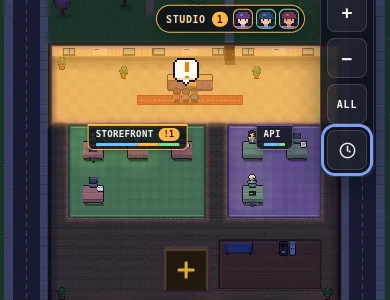 STUDIO 1
+
−
!
ALL
STOREFRONT !1
API
+